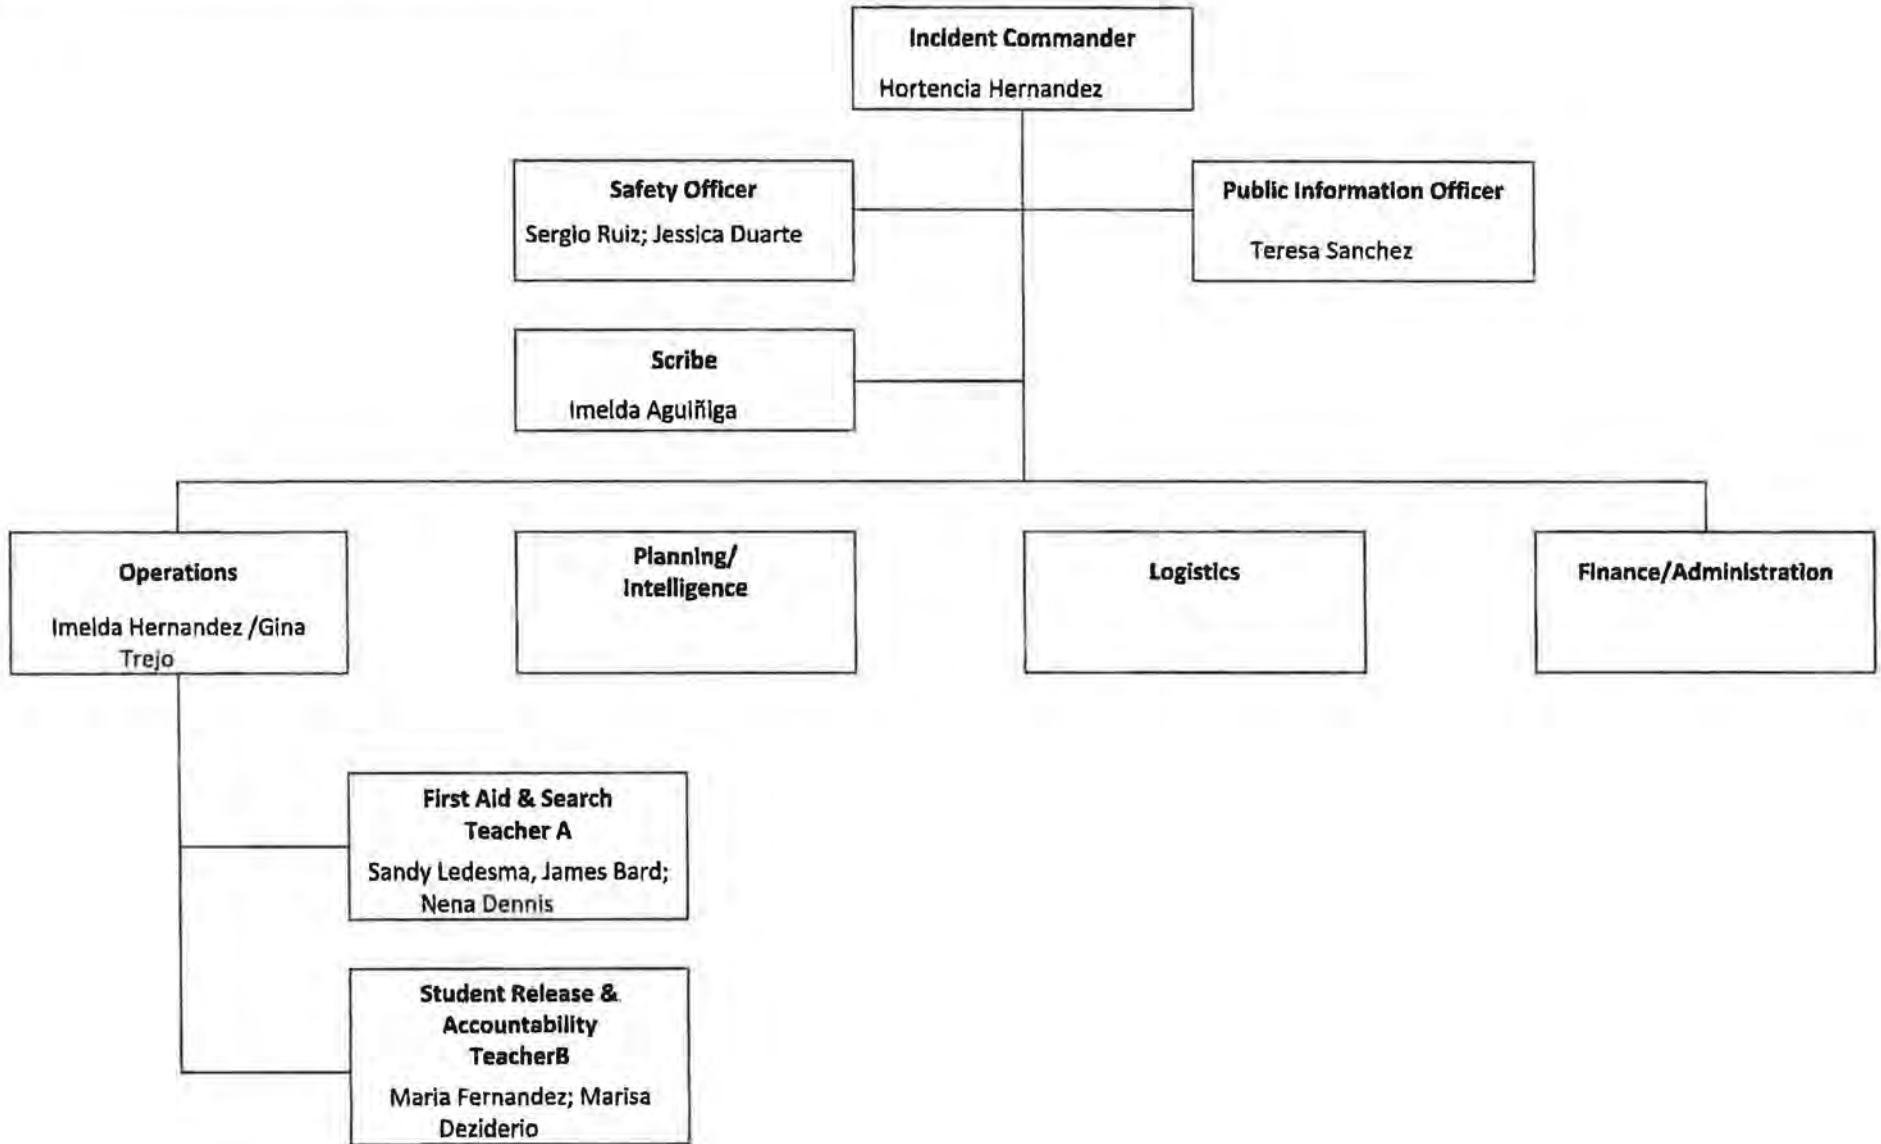 Incident Commander
Hortencia Hernandez
Safety Officer
Sergio Ruiz; Jessica Duarte
Public Information Officer
Teresa Sanchez
Scribe
Imelda Aguiñiga
Operations
Imelda Hernandez /Gina
Trejo
Planning/
Intelligence
Logistics
Finance/Administration
First Aid & Search
Teacher A
Sandy Ledesma, James Bard;
Nena Dennis
Student Release &
Accountability
TeacherB
Maria Fernandez; Marisa
Deziderio